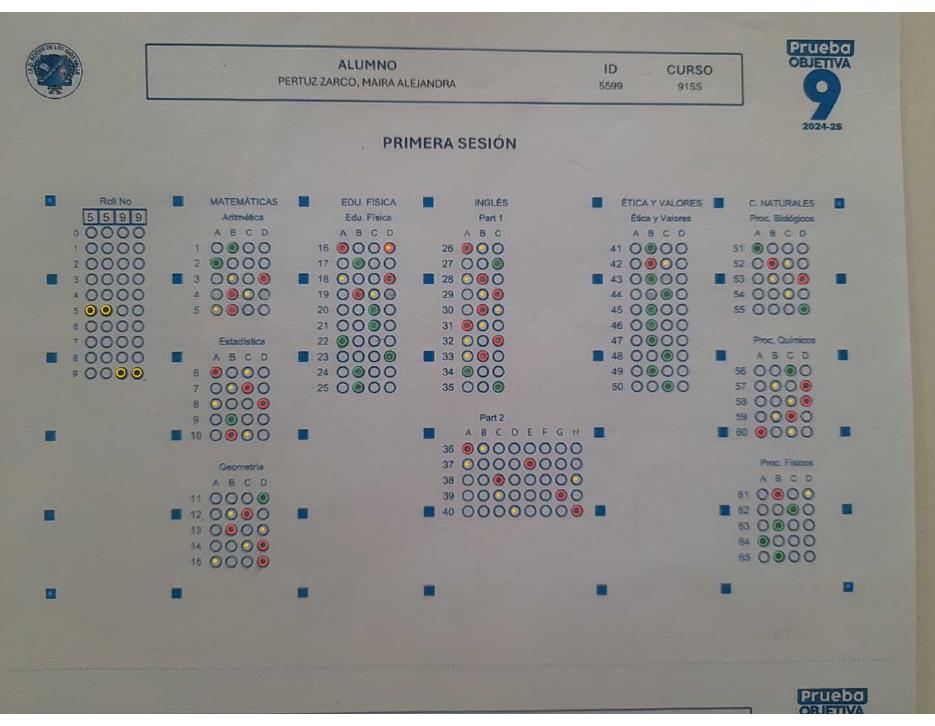 Prueba
OBJETIVA
9
2024-2S
ALUMNO
PERTUZ ZARCO, MAIRA ALEJANDRA
ID
5599
CURSO
91SS
PRIMERA SESIÓN
Roll No
5 5 9 9
0
1
2
3
4
5
6
7
8
9
MATEMÁTICAS
Aritmética
A B C D
1
2
3
4
5
Estadística
A B C D
6
7
8
9
10
Geometría
A B C D
11
12
13
14
15
EDU. FÍSICA
Edu. Física
A B C D
16
17
18
19
20
21
22
23
24
25
INGLÉS
Part 1
A B C
26
27
28
29
30
31
32
33
34
35
Part 2
A B C D E F G H
36
37
38
39
40
ÉTICA Y VALORES
Ética y Valores
A B C D
41
42
43
44
45
46
47
48
49
50
C. NATURALES
Proc. Biológicos
A B C D
51
52
53
54
55
Proc. Químicos
A B C D
56
57
58
59
60
Proc. Físicos
A B C D
61
62
63
64
65
Prueba
OBJETIVA